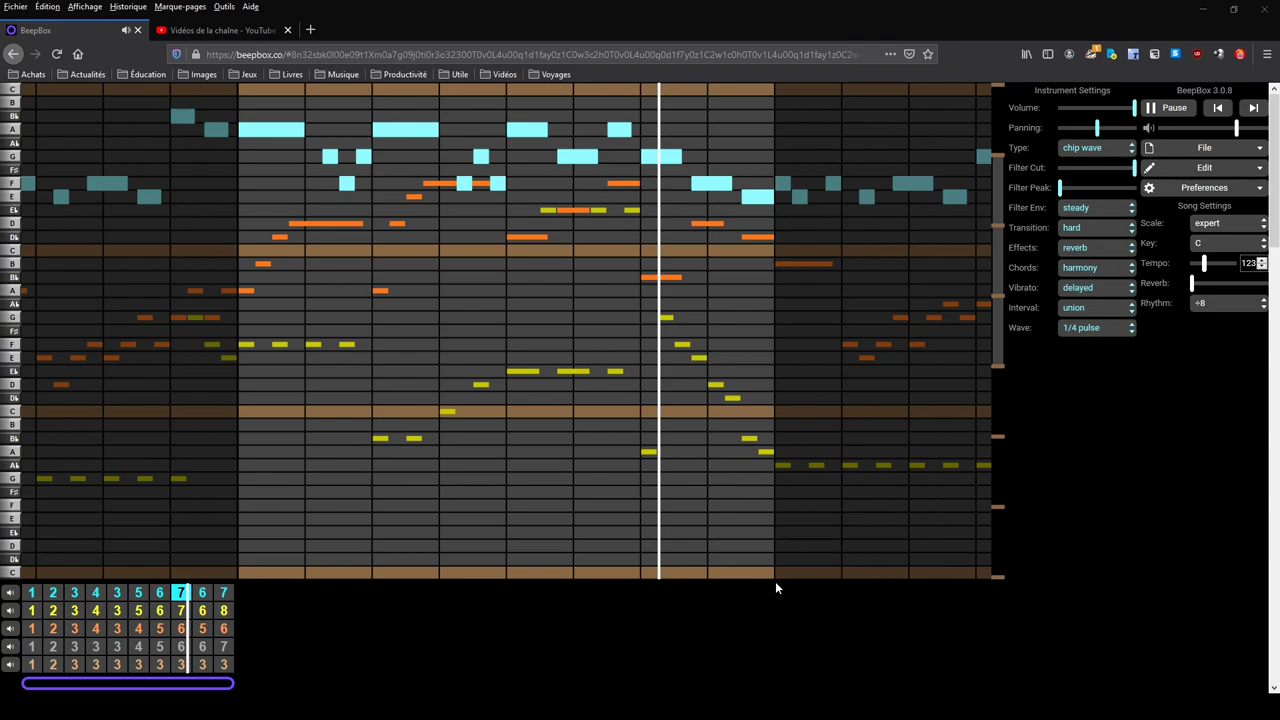 Fichier Édition Affichage Historique Marque-pages Outils Aide
BeepBox Vidéos de la chaîne - YouTube
https://beepbox.co/#8n32sbk0l00e09t1Xm0a7g09j0ti0r3o32300T0v0L4u00q1d1fay0z1C0w3c2h0T0v0L4u00q0d1f7y0z1C2w1c0h0T0v1L4u00q1d1fay1z0C2w
Achats Actualités Éducation Images Jeux Livres Musique Productivité Utile Vidéos Voyages
C
B
B♭
A
A♭
G
F♯
F
E
E♭
D
D♭
C
B
B♭
A
A♭
G
F♯
F
E
E♭
D
D♭
C
B
B♭
A
A♭
G
F♯
F
E
E♭
D
D♭
C
Instrument Settings
Volume:
Panning:
Type: chip wave
Filter Cut:
Filter Peak:
Filter Env: steady
Transition: hard
Effects: reverb
Chords: harmony
Vibrato: delayed
Interval: union
Wave: 1/4 pulse
BeepBox 3.0.8
Pause
File
Edit
Preferences
Song Settings
Scale: expert
Key: C
Tempo: 123
Reverb:
Rhythm: ÷8
1 2 3 4 3 5 6 7 6 7
1 2 3 4 3 5 6 7 6 8
1 2 3 4 3 4 5 6 5 6
1 2 3 3 3 4 5 6 6 7
1 2 3 3 3 3 3 3 3 3